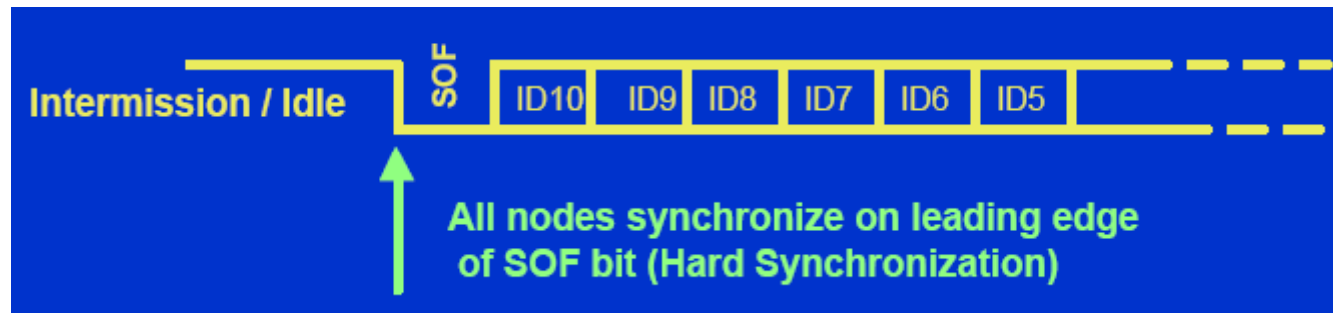 SOF
Intermission / Idle
ID10 ID9 ID8 ID7 ID6 ID5
All nodes synchronize on leading edge
of SOF bit (Hard Synchronization)